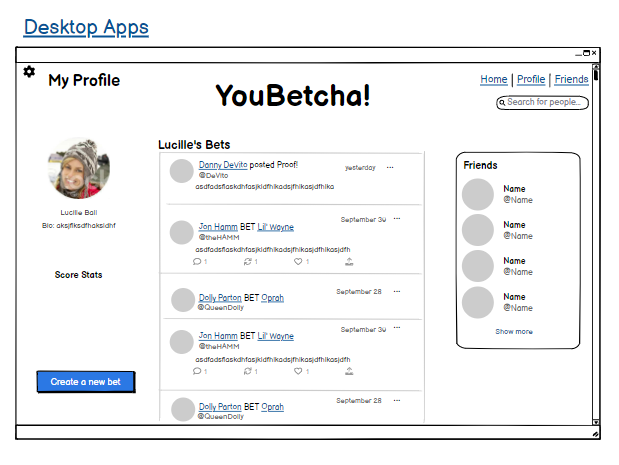 Desktop Apps
My Profile
YouBetcha!
Home | Profile | Friends
Search for people...
Lucille Ball
Bio: aksjflksdfhaksldhf
Score Stats
Create a new bet
Lucille's Bets
Danny DeVito posted Proof! yesterday ...
@DeVito
asdfadsflaskdhfasjkldfhlkadsjfhlkasjdfhlka
September 30 ...
Jon Hamm BET Lil' Wayne
@theHAMM
asdfadsflaskdhfasjkldfhlkadsjfhlkasjdfhlkasjdfh
1 1 1
September 28 ...
Dolly Parton BET Oprah
@QueenDolly
September 30 ...
Jon Hamm BET Lil' Wayne
@theHAMM
asdfadsflaskdhfasjkldfhlkadsjfhlkasjdfhlkasjdfh
1 1 1
September 28 ...
Dolly Parton BET Oprah
@QueenDolly
Friends
Name
@Name
Name
@Name
Name
@Name
Name
@Name
Show more